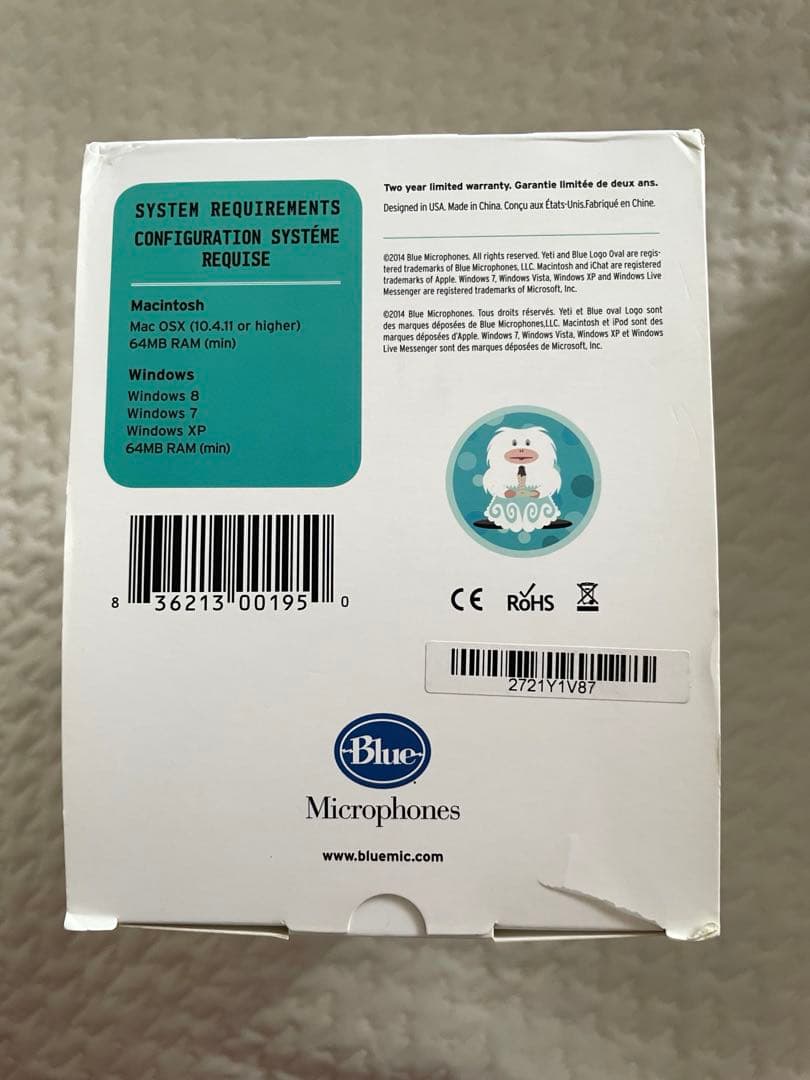 SYSTEM REQUIREMENTS
CONFIGURATION SYSTÉME
REQUISE
Macintosh
Mac OSX (10.4.11 or higher)
64MB RAM (min)
Windows
Windows 8
Windows 7
Windows XP
64MB RAM (min)
8 36213 00195 0
Two year limited warranty. Garantie limitée de deux ans.
Designed in USA. Made in China. Conçu aux États-Unis.Fabriqué en Chine.
©2014 Blue Microphones. All rights reserved. Yeti and Blue Logo Oval are regis-
tered trademarks of Blue Microphones, LLC. Macintosh and iChat are registered
trademarks of Apple. Windows 7, Windows Vista, Windows XP and Windows Live
Messenger are registered trademarks of Microsoft, Inc.
©2014 Blue Microphones. Tous droits réservés. Yeti et Blue oval Logo sont
des marques déposées de Blue Microphones,LLC. Macintosh et iPod sont des
marques déposées d'Apple. Windows 7, Windows Vista, Windows XP et Windows
Live Messenger sont des marques déposées de Microsoft, Inc.
CE RoHS
2721Y1V87
Blue
Microphones
www.bluemic.com